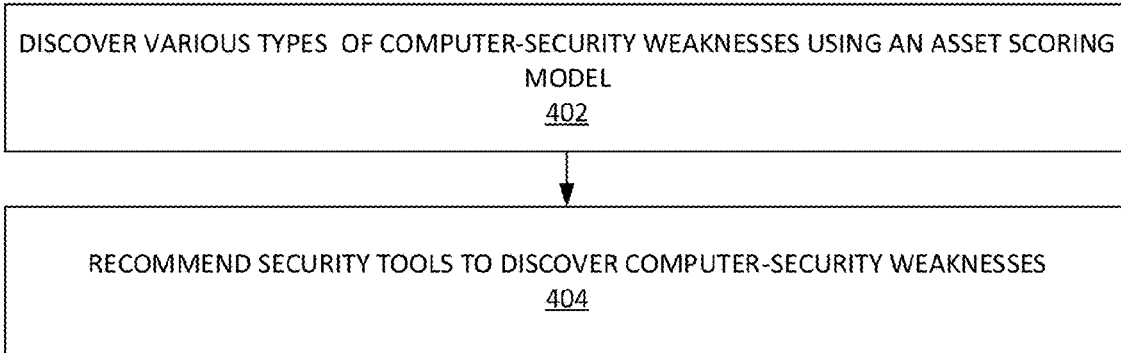 DISCOVER VARIOUS TYPES OF COMPUTER-SECURITY WEAKNESSES USING AN ASSET SCORING
MODEL
402
RECOMMEND SECURITY TOOLS TO DISCOVER COMPUTER-SECURITY WEAKNESSES
404